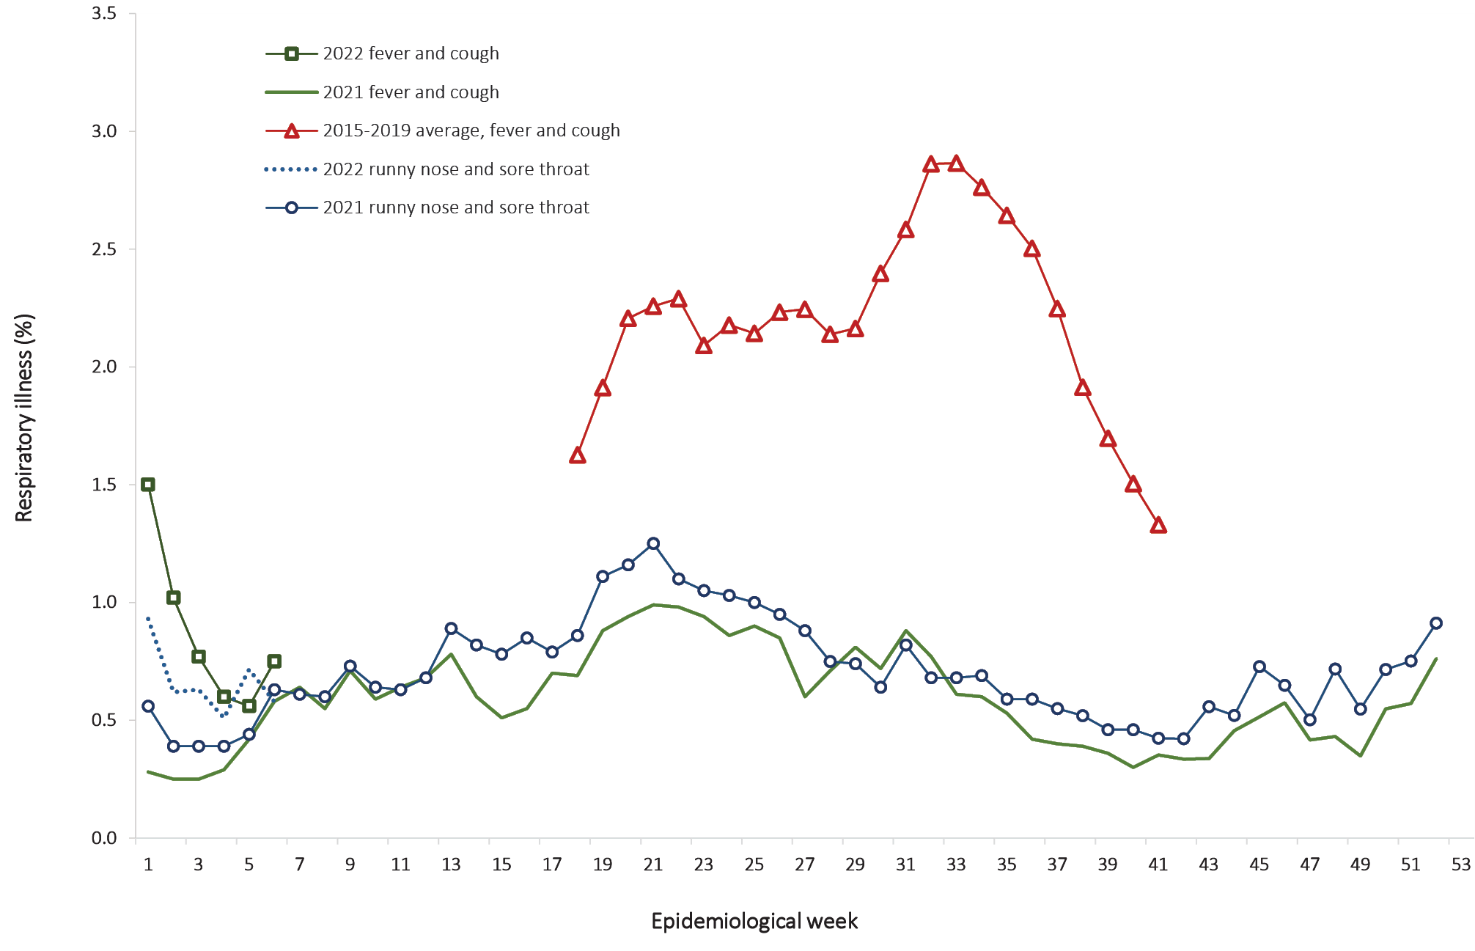 3.5
3.0
2.5
2.0
1.5
1.0
0.5
0.0
Respiratory illness (%)
2022 fever and cough
2021 fever and cough
2015-2019 average, fever and cough
2022 runny nose and sore throat
2021 runny nose and sore throat
1 3 5 7 9 11 13 15 17 19 21 23 25 27 29 31 33 35 37 39 41 43 45 47 49 51 53
Epidemiological week